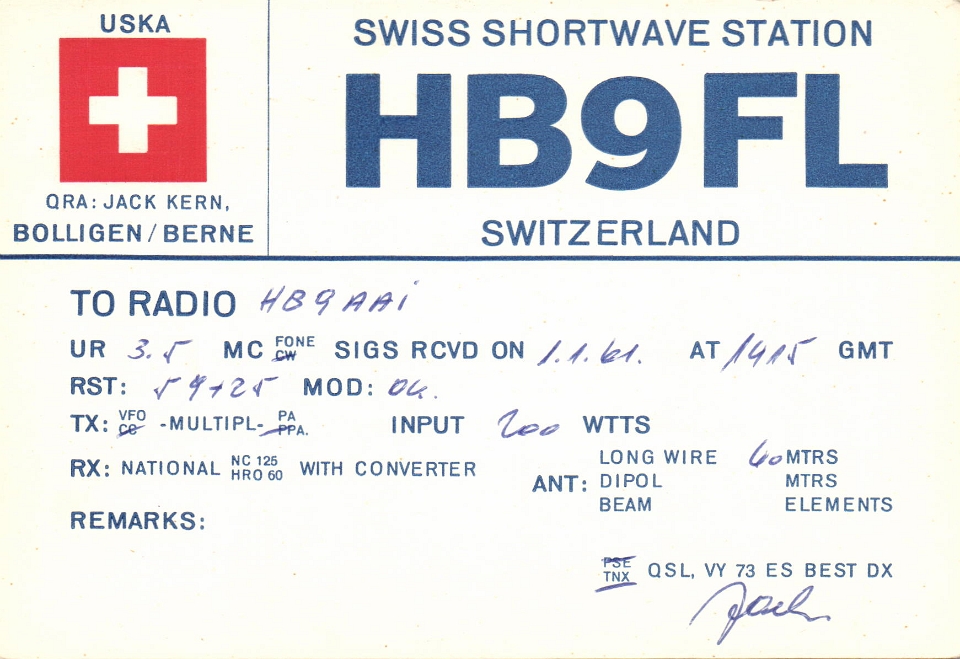 USKA
SWISS SHORTWAVE STATION
HB9FL
QRA: JACK KERN,
BOLLIGEN/BERNE
SWITZERLAND
TO RADIO HB9AAi
UR 3.5 MC FONE CW SIGS RCVD ON 1.1.61. AT 1415 GMT
RST: 59+25 MOD: OK.
TX: VFO CC -MULTIPL- PA PPA. INPUT 200 WTTS
RX: NATIONAL NC 125 HRO 60 WITH CONVERTER
ANT: LONG WIRE 60 MTRS
DIPOL MTRS
BEAM ELEMENTS
REMARKS:
PSE TNX QSL, VY 73 ES BEST DX
Jack